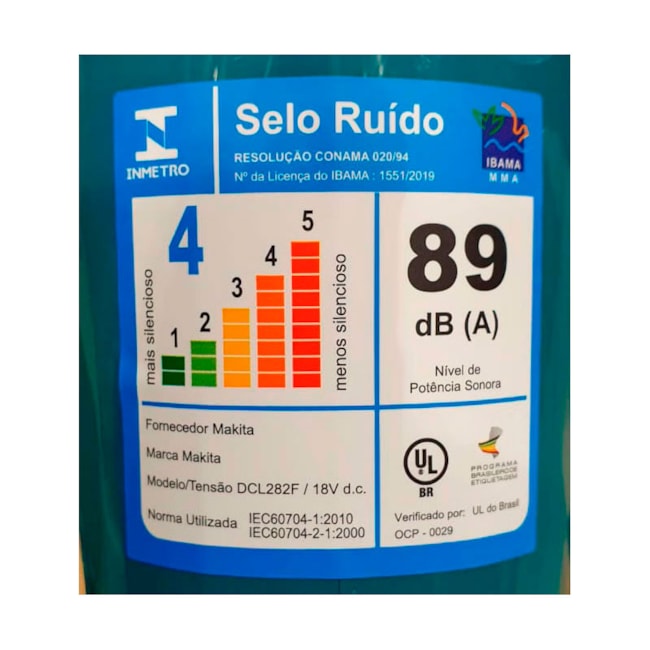 INMETRO
Selo Ruído
RESOLUÇÃO CONAMA 020/94
Nº da Licença do IBAMA : 1551/2019
IBAMA
MMA
4
mais silencioso
1
2
3
4
5
menos silencioso
89
dB (A)
Nível de
Potência Sonora
Fornecedor Makita
Marca Makita
Modelo/Tensão DCL282F / 18V d.c.
Norma Utilizada IEC60704-1:2010
IEC60704-2-1:2000
UL
BR
PROGRAMA
BRASILEIRO DE
ETIQUETAGEM
Verificado por: UL do Brasil
OCP - 0029